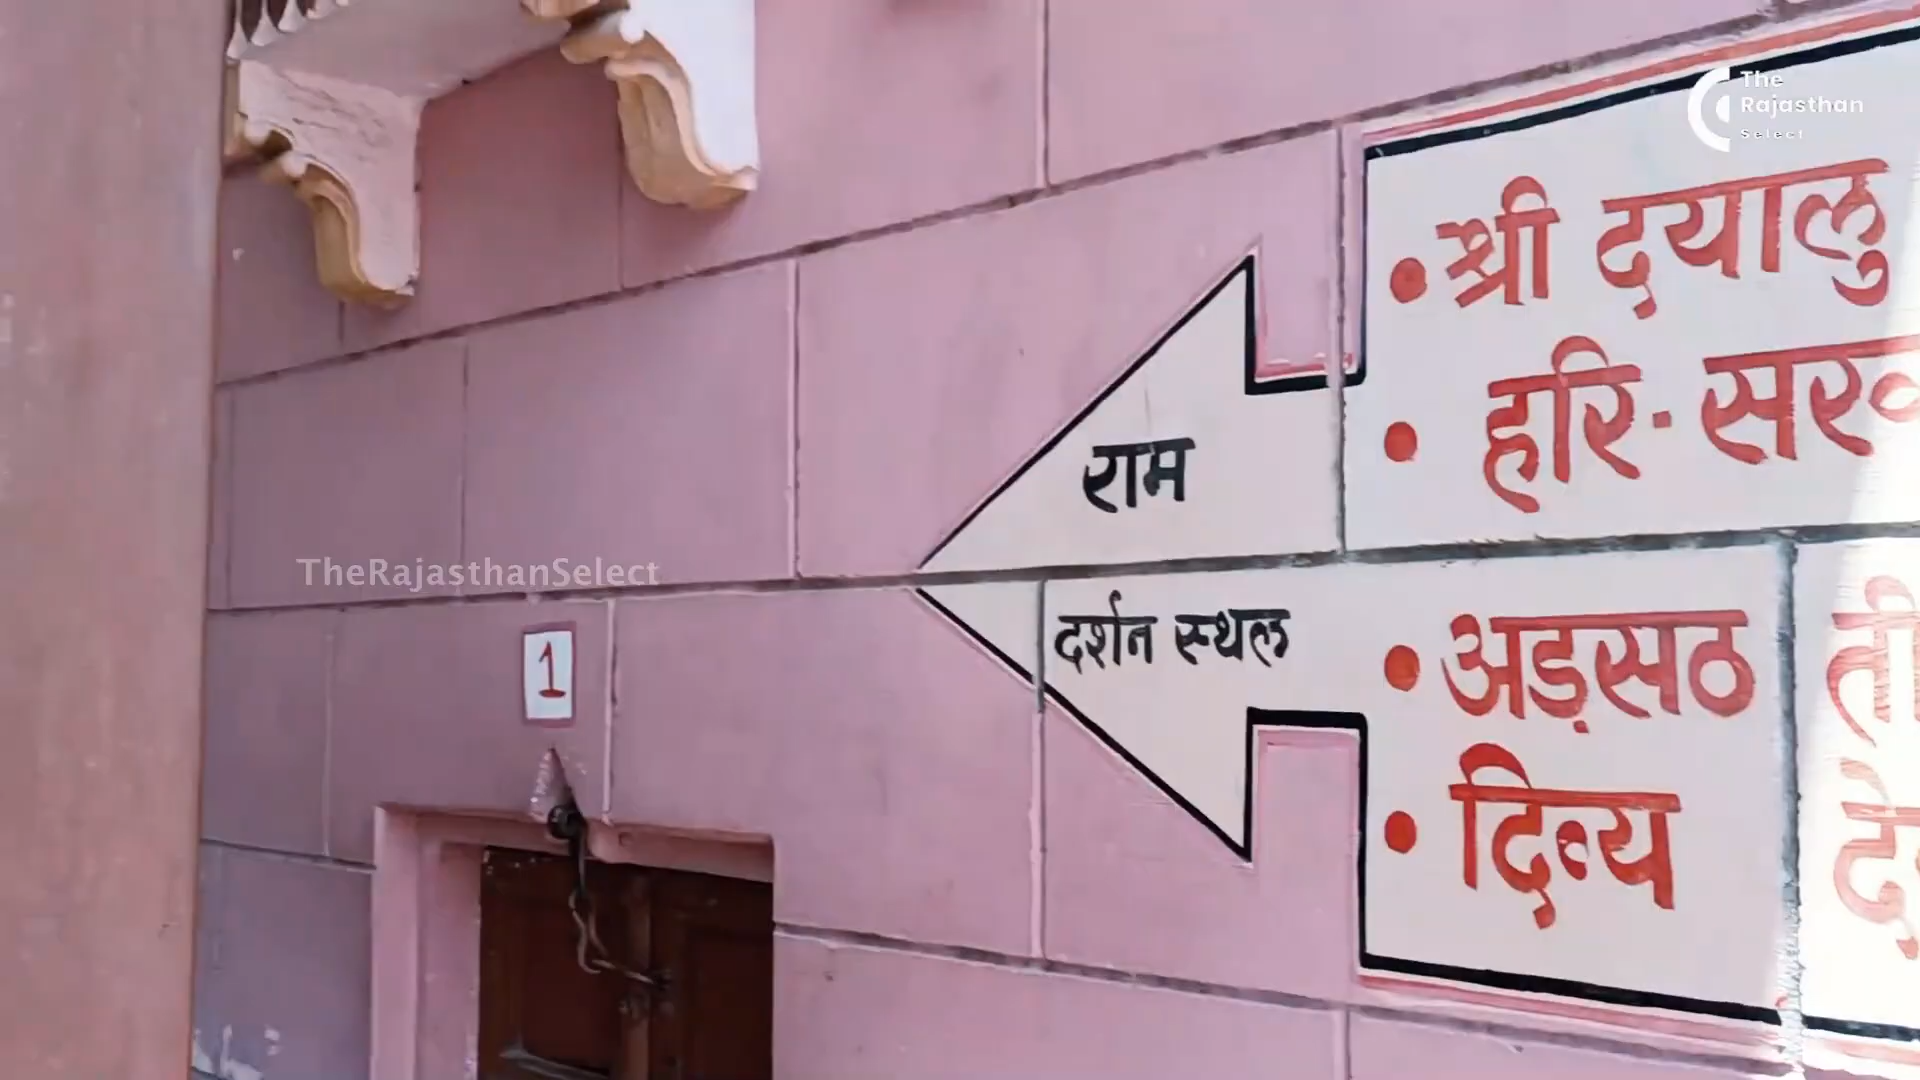 The
Rajasthan
Select
• श्री दयालु
• हरि-सर
राम
TheRajasthanSelect
दर्शन स्थल
• अड़सठ ती
1
• दिव्य